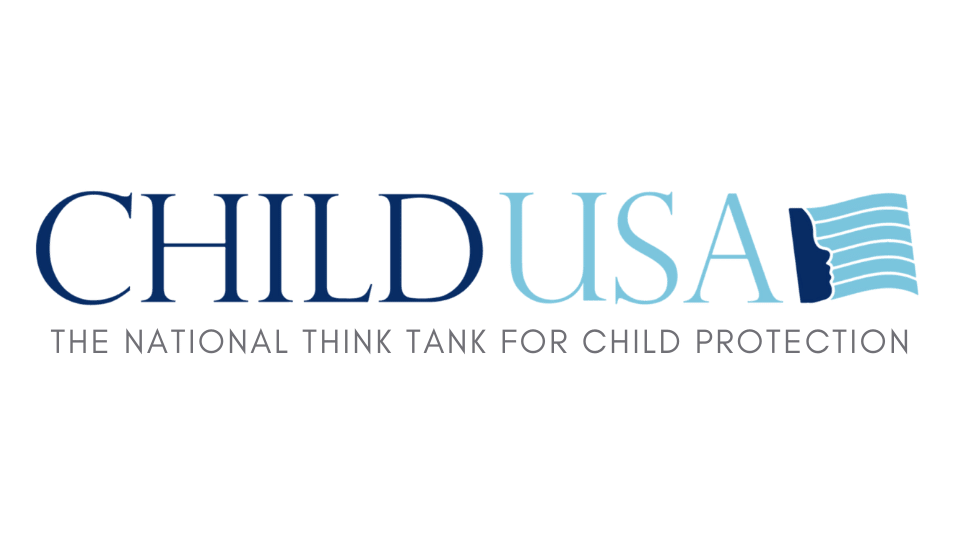 CHILD USA
THE NATIONAL THINK TANK FOR CHILD PROTECTION